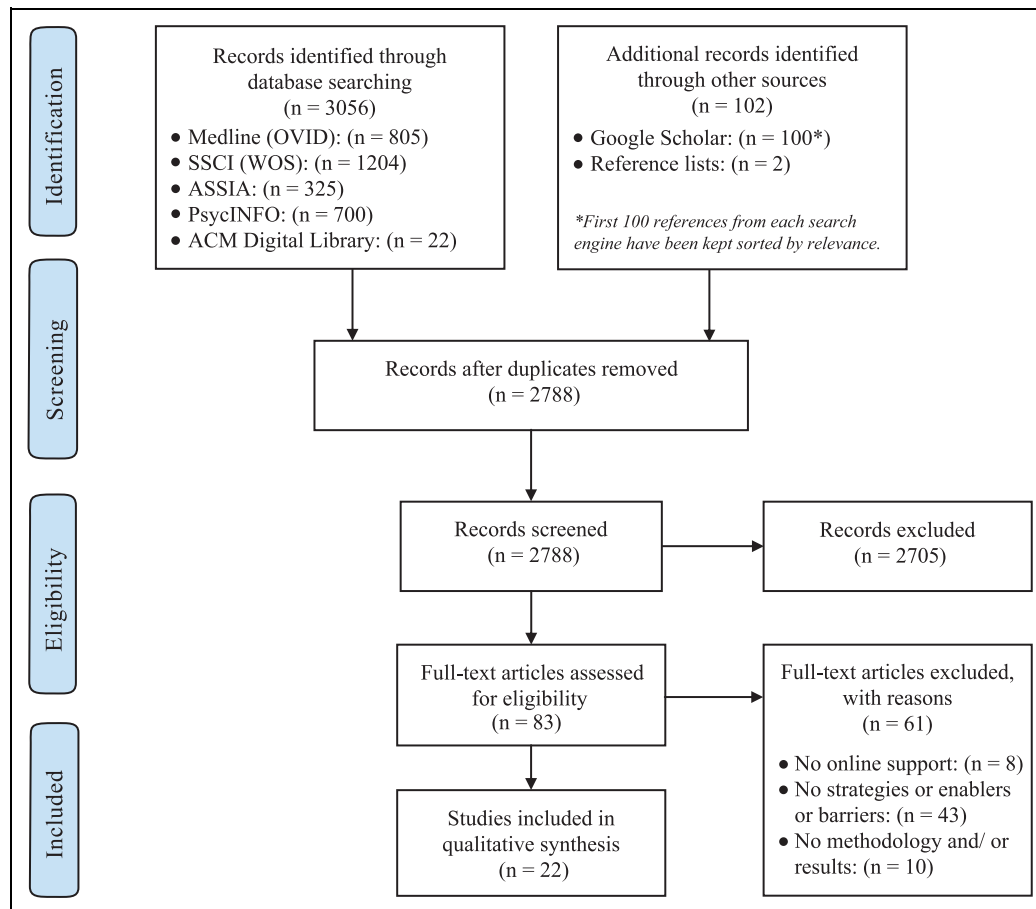 Identification
Records identified through
database searching
(n = 3056)
● Medline (OVID): (n = 805)
● SSCI (WOS): (n = 1204)
● ASSIA: (n = 325)
● PsycINFO: (n = 700)
● ACM Digital Library: (n = 22)
Additional records identified
through other sources
(n = 102)
● Google Scholar: (n = 100*)
● Reference lists: (n = 2)
*First 100 references from each search
engine have been kept sorted by relevance.
Screening
Records after duplicates removed
(n = 2788)
Eligibility
Records screened
(n = 2788)
Records excluded
(n = 2705)
Full-text articles assessed
for eligibility
(n = 83)
Full-text articles excluded,
with reasons
(n = 61)
● No online support: (n = 8)
● No strategies or enablers
or barriers: (n = 43)
● No methodology and/ or
results: (n = 10)
Included
Studies included in
qualitative synthesis
(n = 22)